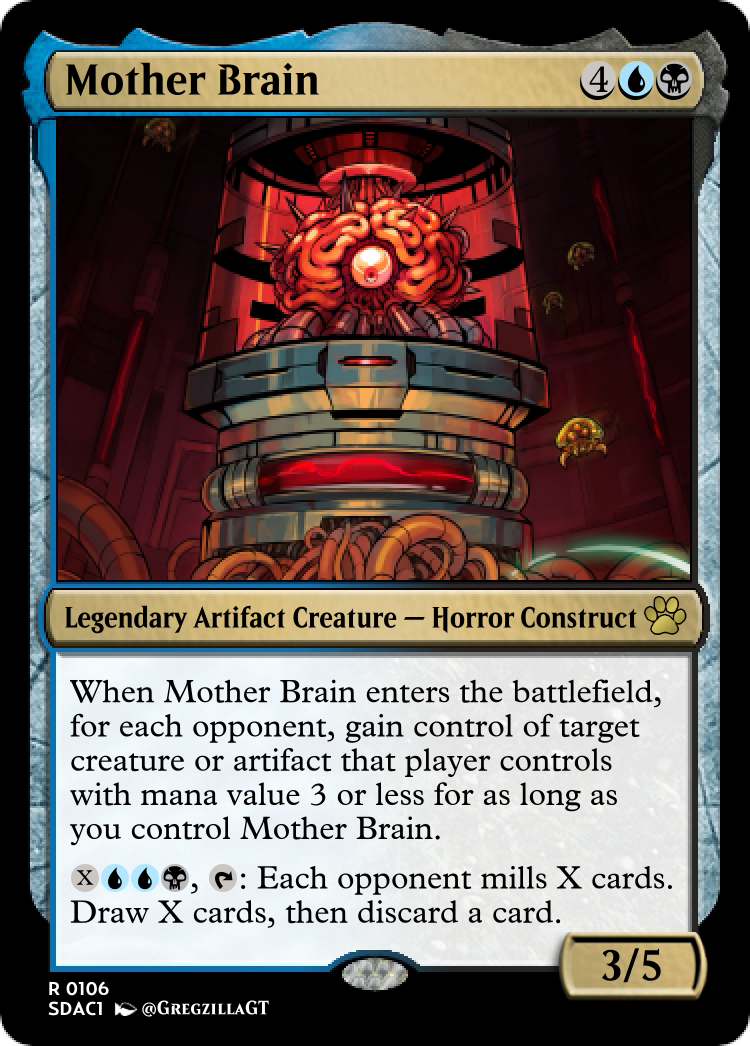 Mother Brain 4
Legendary Artifact Creature — Horror Construct
When Mother Brain enters the battlefield,
for each opponent, gain control of target
creature or artifact that player controls
with mana value 3 or less for as long as
you control Mother Brain.
X, : Each opponent mills X cards.
Draw X cards, then discard a card.
3/5
R 0106
SDAC1 @GregzillaGT